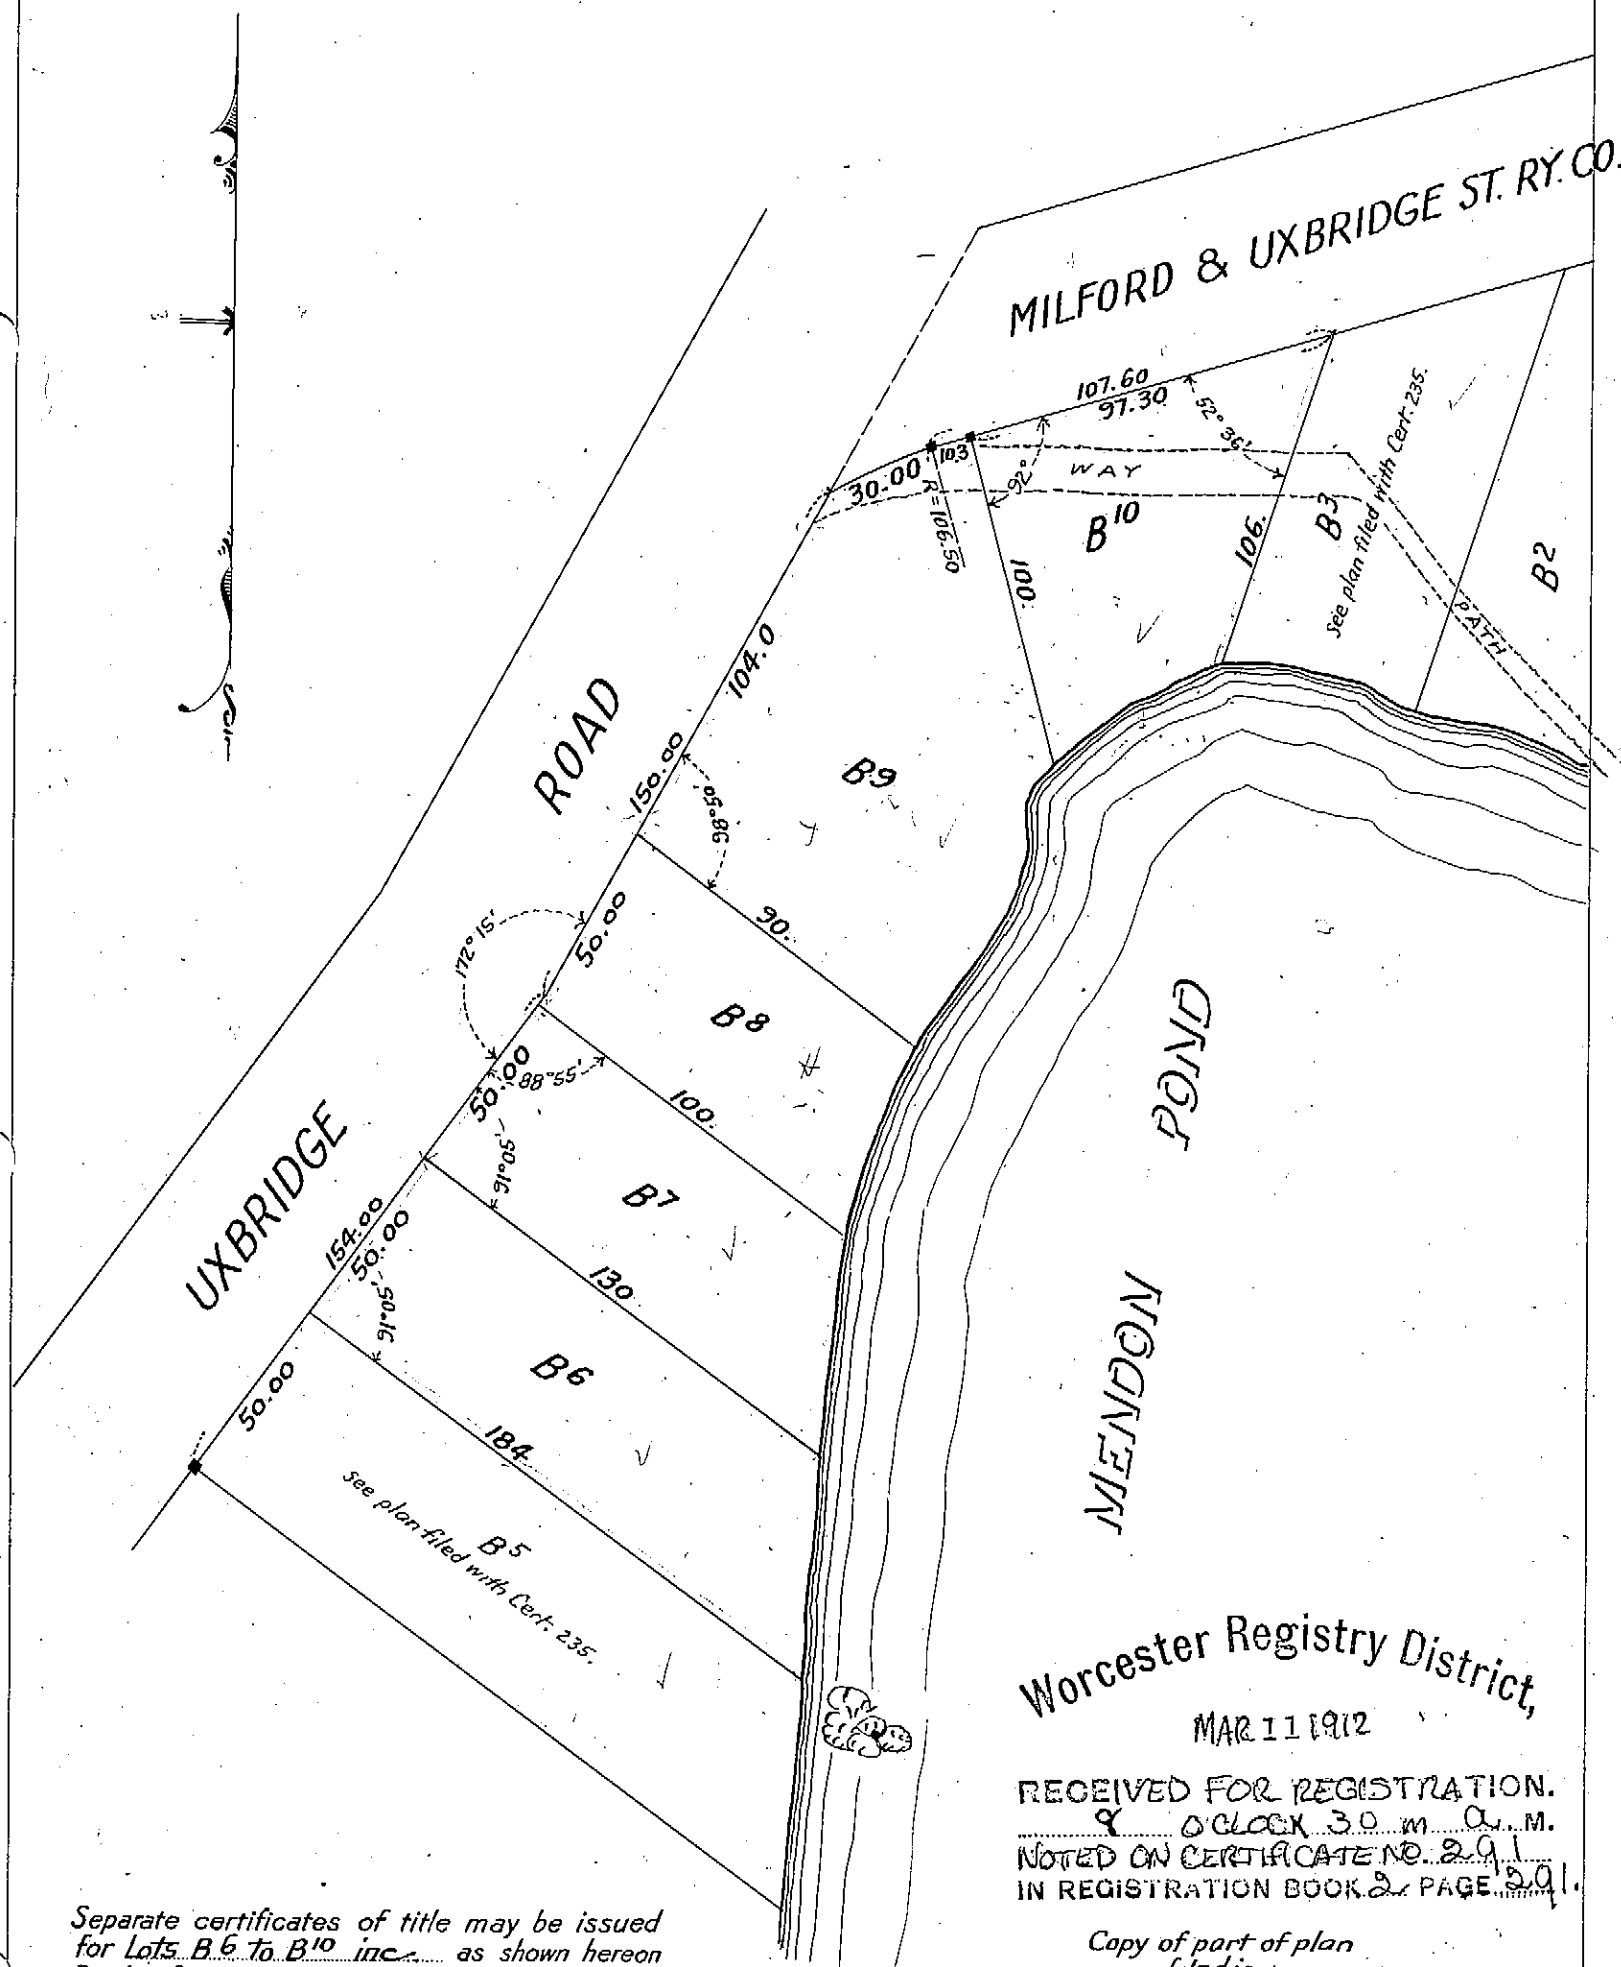 MILFORD & UXBRIDGE ST. RY. CO.
107.60
97.30
52° 36'
30.00
10.3
R=106.50
92°
WAY
B10
100.
106.
B3
see plan filed with Cert. 235.
B2
PATH
104.0
ROAD
150.00
86°50'
B9
90.
50.00
172° 15'
B8
50.00
88°55'
100.
91°05'
B7
UXBRIDGE
154.00
50.00
91°05'
130
B6
50.00
184
B5
see plan filed with Cert. 235.
MENDON POND
Worcester Registry District,
MAR 11 1912
RECEIVED FOR REGISTRATION.
O'CLOCK 30 m A. M.
NOTED ON CERTIFICATE NO. 291
IN REGISTRATION BOOK 2 PAGE 291.
Separate certificates of title may be issued
for Lots B6 To B10 inc. as shown hereon
Copy of part of plan